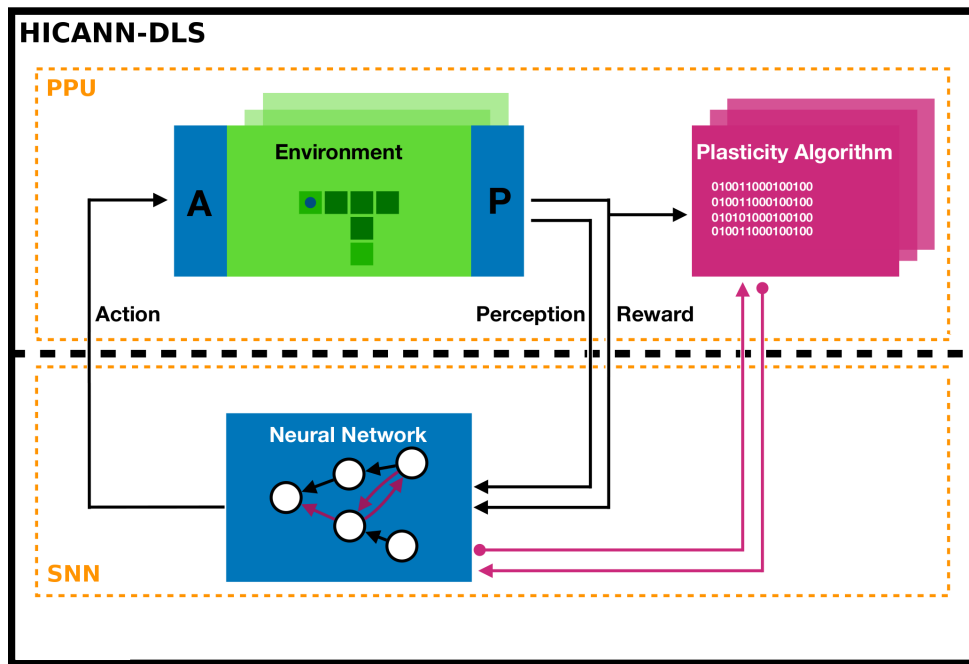 HICANN-DLS
PPU
Environment
A
P
Plasticity Algorithm
010011000100100
010011000100100
010101000100100
010011000100100
Action
Perception
Reward
Neural Network
SNN